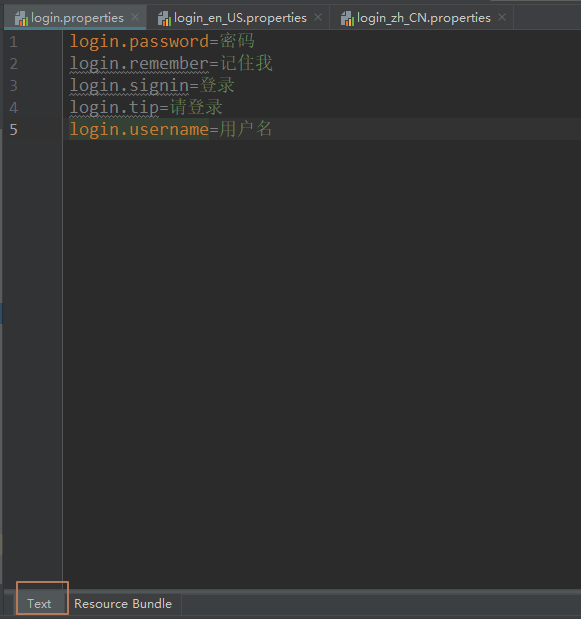 login.properties login_en_US.properties login_zh_CN.properties
1 login.password=密码
2 login.remember=记住我
3 login.signin=登录
4 login.tip=请登录
5 login.username=用户名
Text Resource Bundle